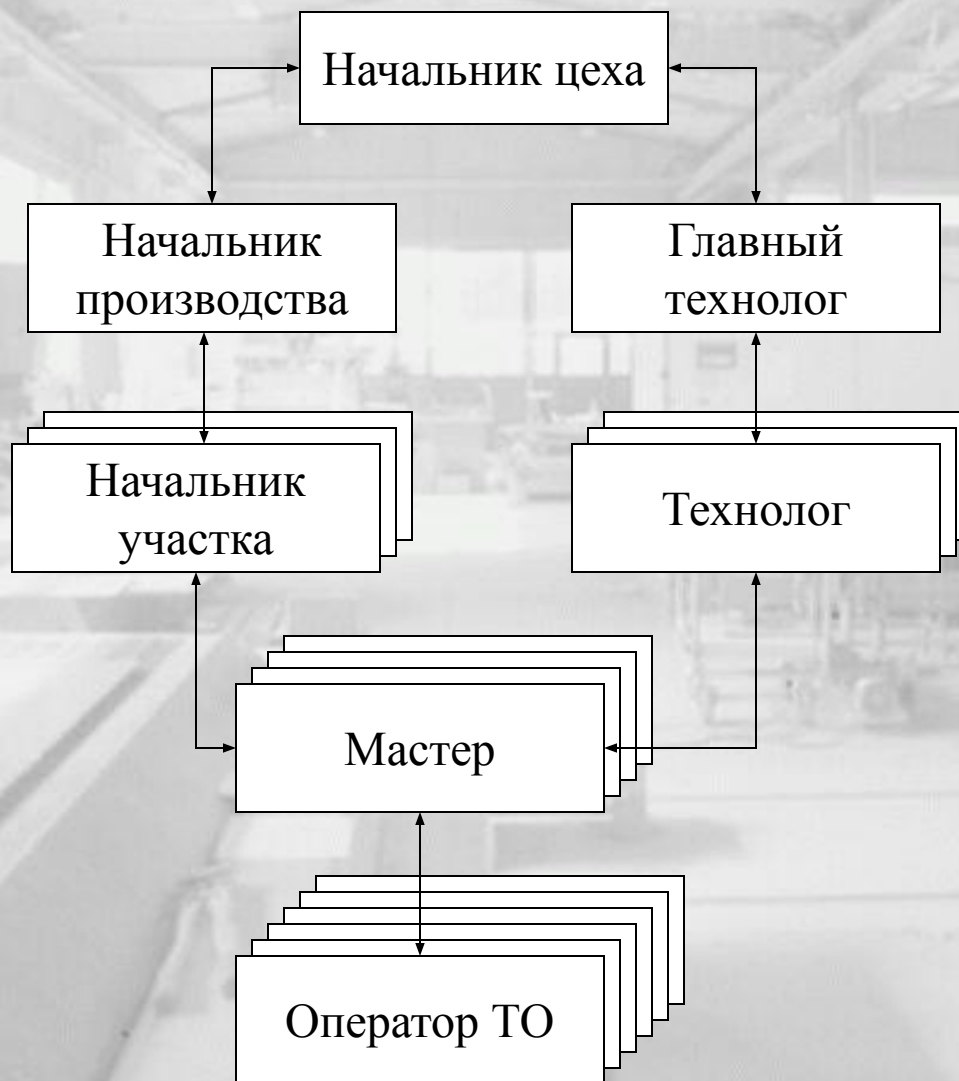 Начальник цеха
Начальник
производства
Главный
технолог
Начальник
участка
Технолог
Мастер
Оператор ТО